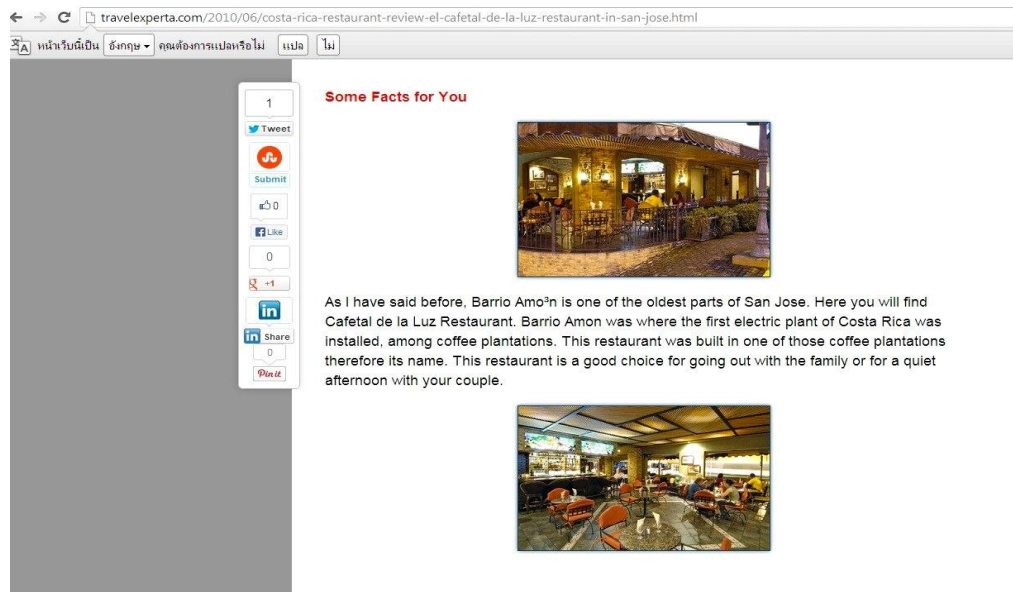 travelexperta.com/2010/06/costa-rica-restaurant-review-el-cafetal-de-la-luz-restaurant-in-san-jose.html
หน้าเว็บนี้เป็น อังกฤษ คุณต้องการแปลหรือไม่ แปล ไม่
Some Facts for You
1
Tweet
Submit
0
Like
0
+1
in
in Share
0
Pin it
As I have said before, Barrio Amo³n is one of the oldest parts of San Jose. Here you will find
Cafetal de la Luz Restaurant. Barrio Amon was where the first electric plant of Costa Rica was
installed, among coffee plantations. This restaurant was built in one of those coffee plantations
therefore its name. This restaurant is a good choice for going out with the family or for a quiet
afternoon with your couple.